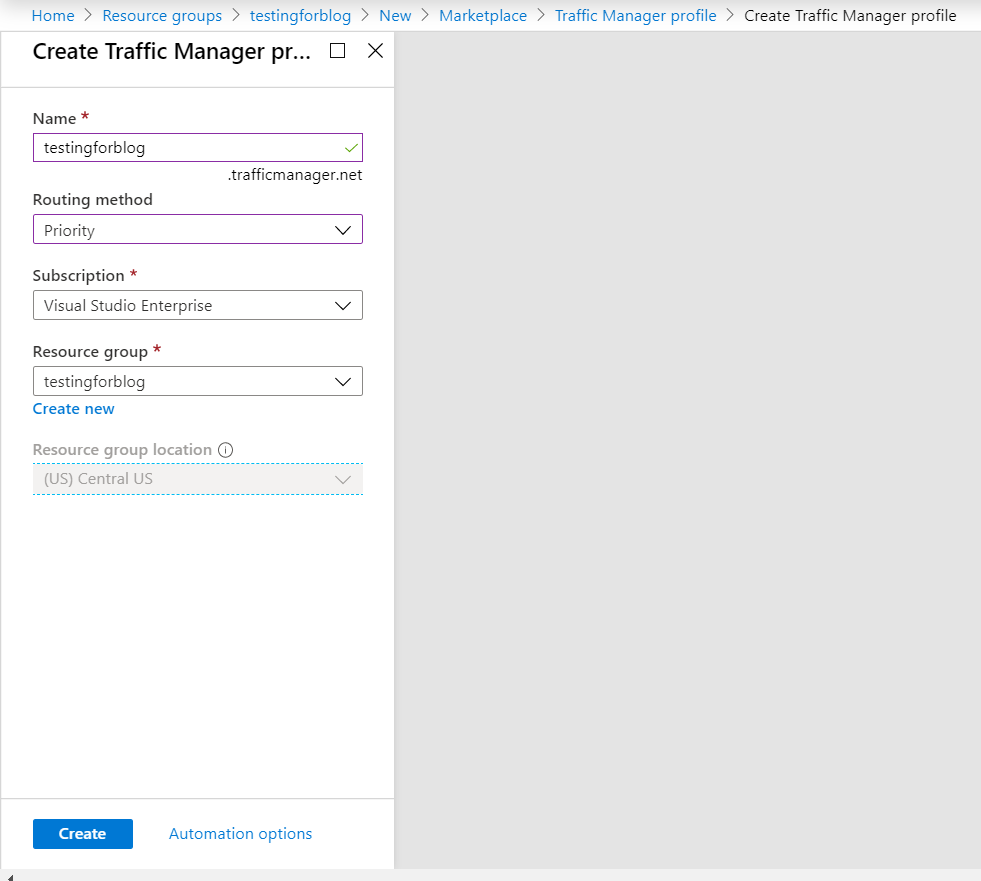 Home > Resource groups > testingforblog > New > Marketplace > Traffic Manager profile > Create Traffic Manager profile
Create Traffic Manager pr...
Name *
testingforblog
.trafficmanager.net
Routing method
Priority
Subscription *
Visual Studio Enterprise
Resource group *
testingforblog
Create new
Resource group location
(US) Central US
Create Automation options